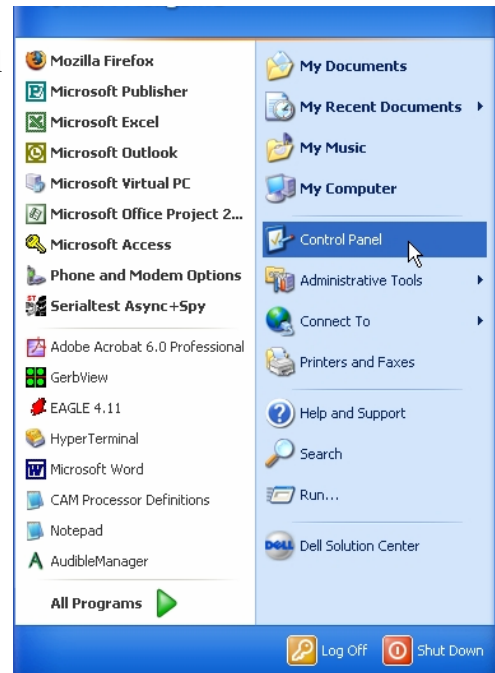 Mozilla Firefox
Microsoft Publisher
Microsoft Excel
Microsoft Outlook
Microsoft Virtual PC
Microsoft Office Project 2...
Microsoft Access
Phone and Modem Options
Serialtest Async+Spy
Adobe Acrobat 6.0 Professional
GerbView
EAGLE 4.11
HyperTerminal
Microsoft Word
CAM Processor Definitions
Notepad
AudibleManager
All Programs
My Documents
My Recent Documents
My Music
My Computer
Control Panel
Administrative Tools
Connect To
Printers and Faxes
Help and Support
Search
Run...
DELL Dell Solution Center
Log Off
Shut Down